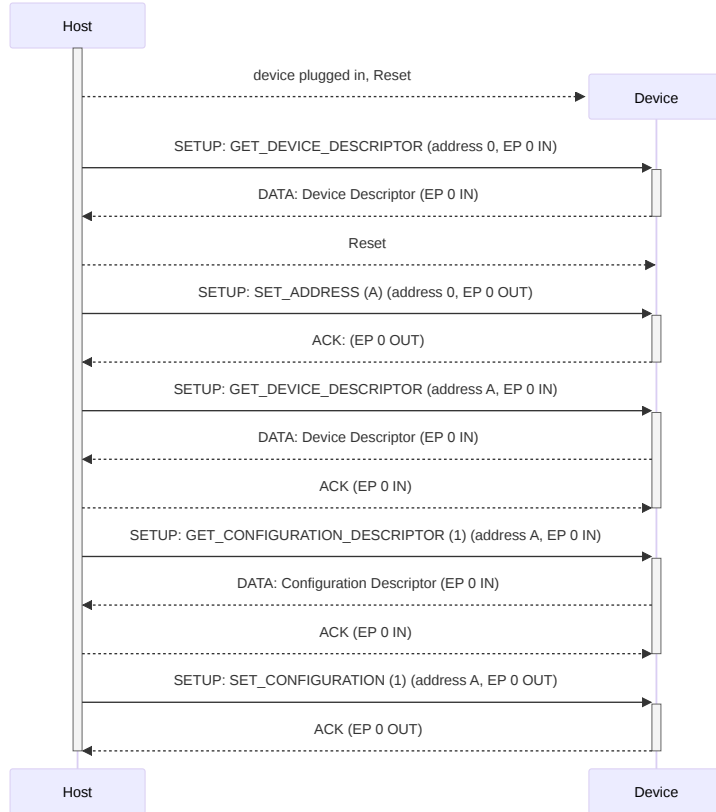 Host
device plugged in, Reset
Device
SETUP: GET_DEVICE_DESCRIPTOR (address 0, EP 0 IN)
DATA: Device Descriptor (EP 0 IN)
Reset
SETUP: SET_ADDRESS (A) (address 0, EP 0 OUT)
ACK: (EP 0 OUT)
SETUP: GET_DEVICE_DESCRIPTOR (address A, EP 0 IN)
DATA: Device Descriptor (EP 0 IN)
ACK (EP 0 IN)
SETUP: GET_CONFIGURATION_DESCRIPTOR (1) (address A, EP 0 IN)
DATA: Configuration Descriptor (EP 0 IN)
ACK (EP 0 IN)
SETUP: SET_CONFIGURATION (1) (address A, EP 0 OUT)
ACK (EP 0 OUT)
Host
Device